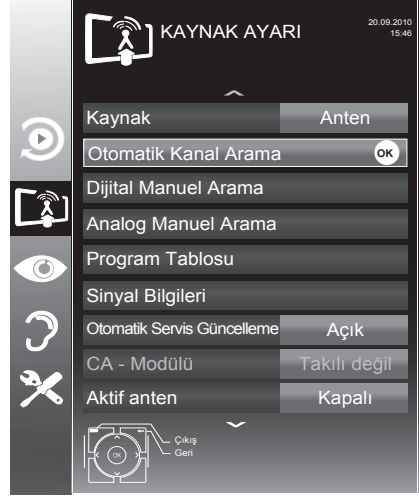 KAYNAK AYARI
20.09.2010
15:46
Kaynak Anten
Otomatik Kanal Arama OK
Dijital Manuel Arama
Analog Manuel Arama
Program Tablosu
Sinyal Bilgileri
Otomatik Servis Güncelleme Açık
CA - Modülü Takılı değil
Aktif anten Kapalı
Çıkış
Geri
OK